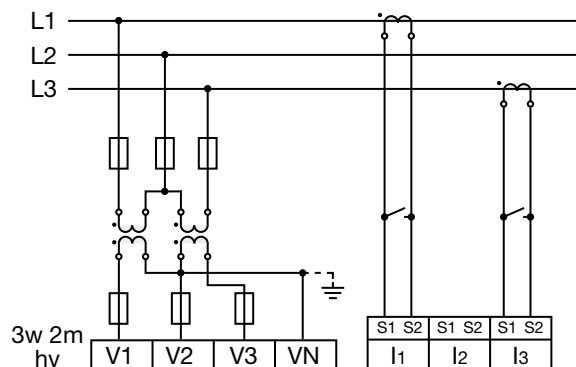 L1
L2
L3
S1 S2 S1 S2 S1 S2
3w 2m
hv
V1 V2 V3 VN I1 I2 I3